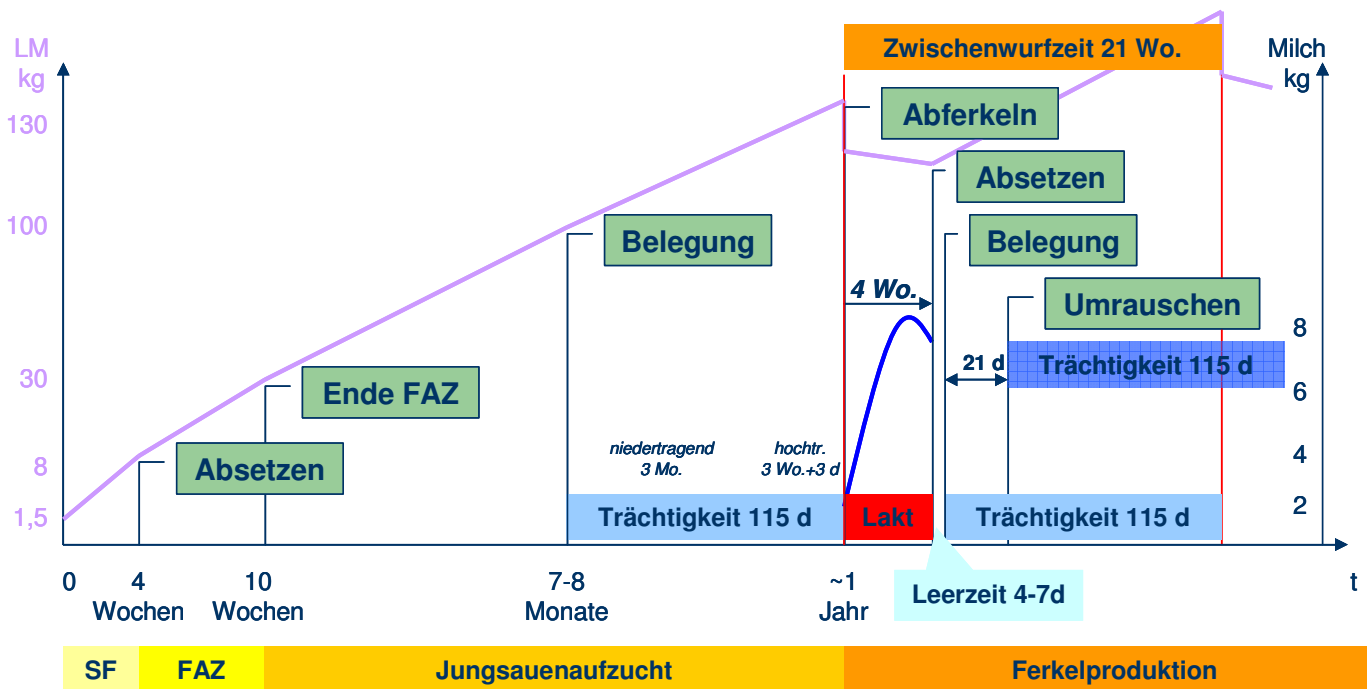 LM
kg
130
100
30
8
1,5
Zwischenwurfzeit 21 Wo.
Milch
kg
8
6
4
2
Abferkeln
Absetzen
Belegung
Belegung
4 Wo.
Umrauschen
21 d
Trächtigkeit 115 d
Ende FAZ
Absetzen
niedertragend
3 Mo.
hochtr.
3 Wo.+3 d
Trächtigkeit 115 d
Lakt
Trächtigkeit 115 d
Leerzeit 4-7d
0
4
Wochen
10
Wochen
7-8
Monate
~1
Jahr
t
SF
FAZ
Jungsauenaufzucht
Ferkelproduktion